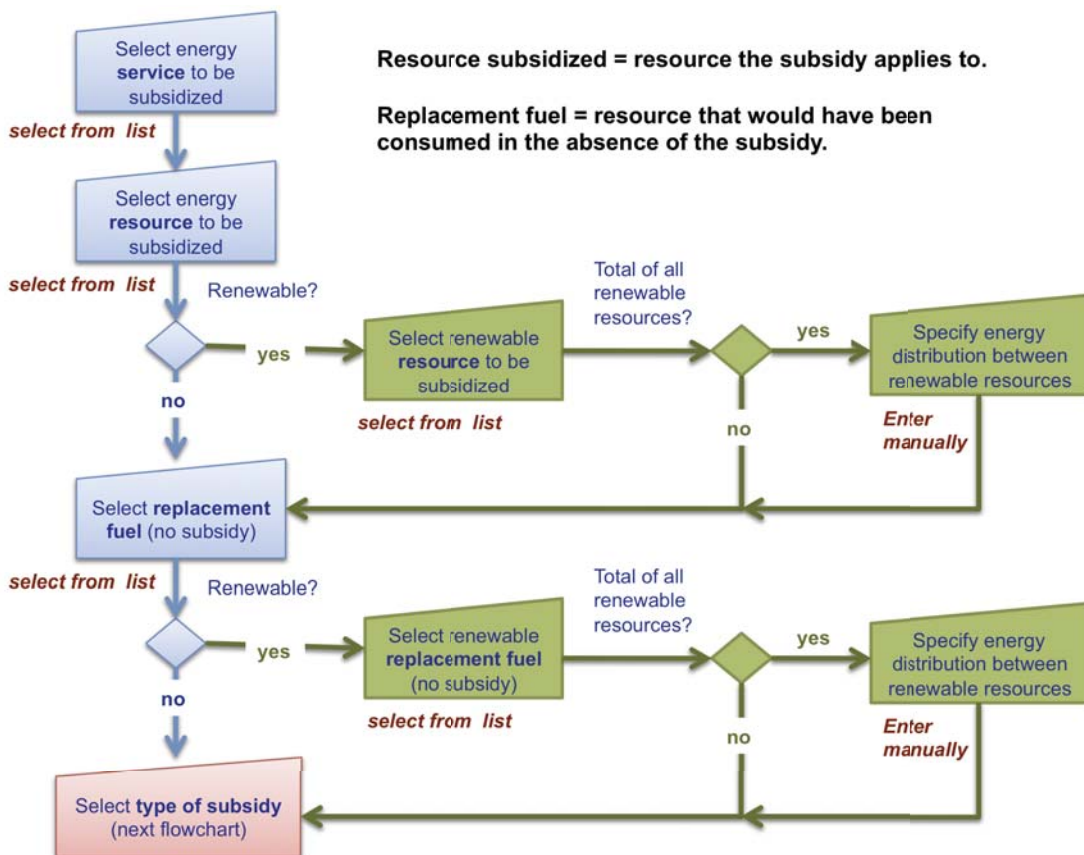 Select energy
service to be
subsidized
Resource subsidized = resource the subsidy applies to.
Replacement fuel = resource that would have been
consumed in the absence of the subsidy.
select from list
Select energy
resource to be
subsidized
select from list
Renewable?
yes
no
Select renewable
resource to be
subsidized
select from list
Total of all
renewable
resources?
yes
no
Specify energy
distribution between
renewable resources
Enter
manually
Select replacement
fuel (no subsidy)
select from list
Renewable?
yes
no
Select renewable
replacement fuel
(no subsidy)
select from list
Total of all
renewable
resources?
yes
no
Specify energy
distribution between
renewable resources
Enter
manually
Select type of subsidy
(next flowchart)